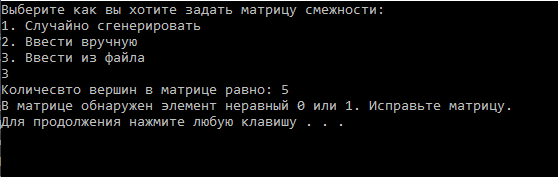 Выберите как вы хотите задать матрицу смежности:
1. Случайно сгенерировать
2. Ввести вручную
3. Ввести из файла
3
Количесвто вершин в матрице равно: 5
В матрице обнаружен элемент неравный 0 или 1. Исправьте матрицу.
Для продолжения нажмите любую клавишу . . .